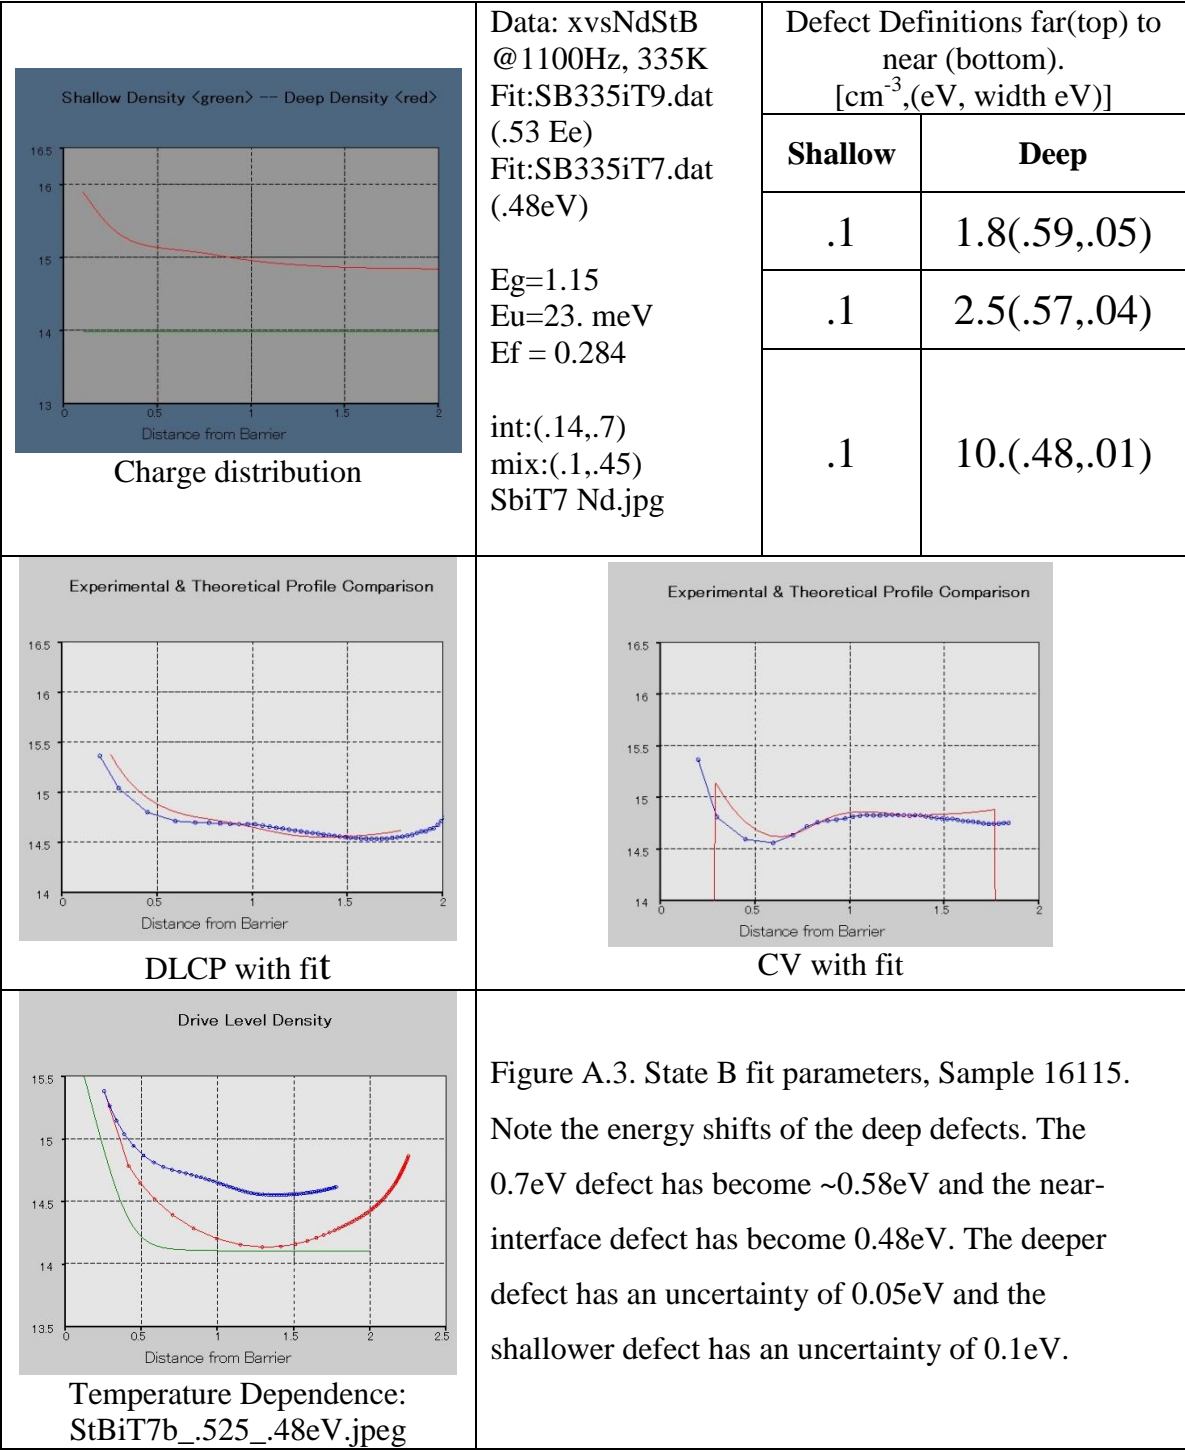 Shallow Density <green> -- Deep Density <red>
16.5
16
15
14
13
0
0.5
1
1.5
2
Distance from Barrier
Charge distribution
Data: xvsNdStB
@1100Hz, 335K
Fit:SB335iT9.dat
(.53 Ee)
Fit:SB335iT7.dat
(.48eV)
Eg=1.15
Eu=23. meV
Ef = 0.284
int:(.14,.7)
mix:(.1,.45)
SbiT7 Nd.jpg
Defect Definitions far(top) to
near (bottom).
[cm-3,(eV, width eV)]
Shallow Deep
.1 1.8(.59,.05)
.1 2.5(.57,.04)
.1 10.(.48,.01)
Experimental & Theoretical Profile Comparison
16.5
16
15.5
15
14.5
14
0
0.5
1
1.5
2
Distance from Barrier
DLCP with fit
Experimental & Theoretical Profile Comparison
16.5
16
15.5
15
14.5
14
0
0.5
1
1.5
2
Distance from Barrier
CV with fit
Drive Level Density
15.5
15
14.5
14
13.5
0
0.5
1
1.5
2
2.5
Distance from Barrier
Temperature Dependence:
StBiT7b_.525_.48eV.jpeg
Figure A.3. State B fit parameters, Sample 16115.
Note the energy shifts of the deep defects. The
0.7eV defect has become ~0.58eV and the near-
interface defect has become 0.48eV. The deeper
defect has an uncertainty of 0.05eV and the
shallower defect has an uncertainty of 0.1eV.